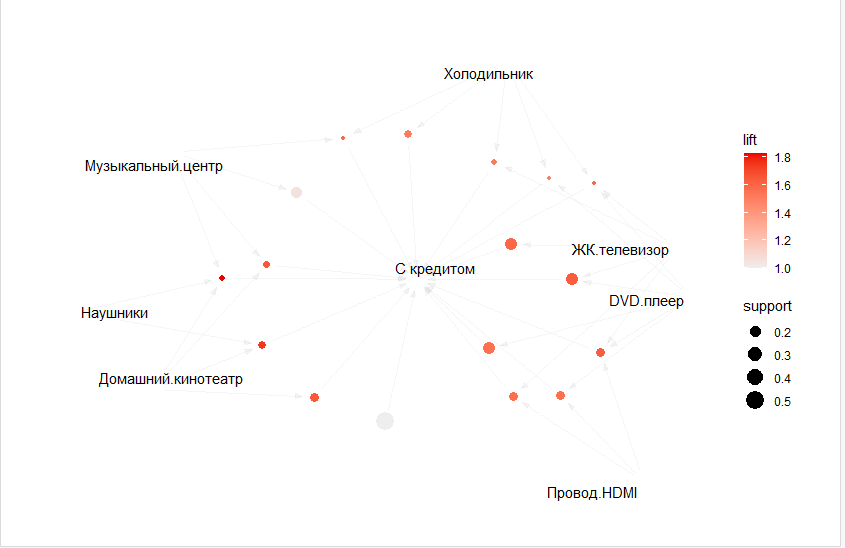 Холодильник
Музыкальный.центр
ЖК.телевизор
С кредитом
DVD.плеер
Наушники
Домашний.кинотеатр
Провод.HDMI
lift
1.8
1.6
1.4
1.2
1.0
support
0.2
0.3
0.4
0.5